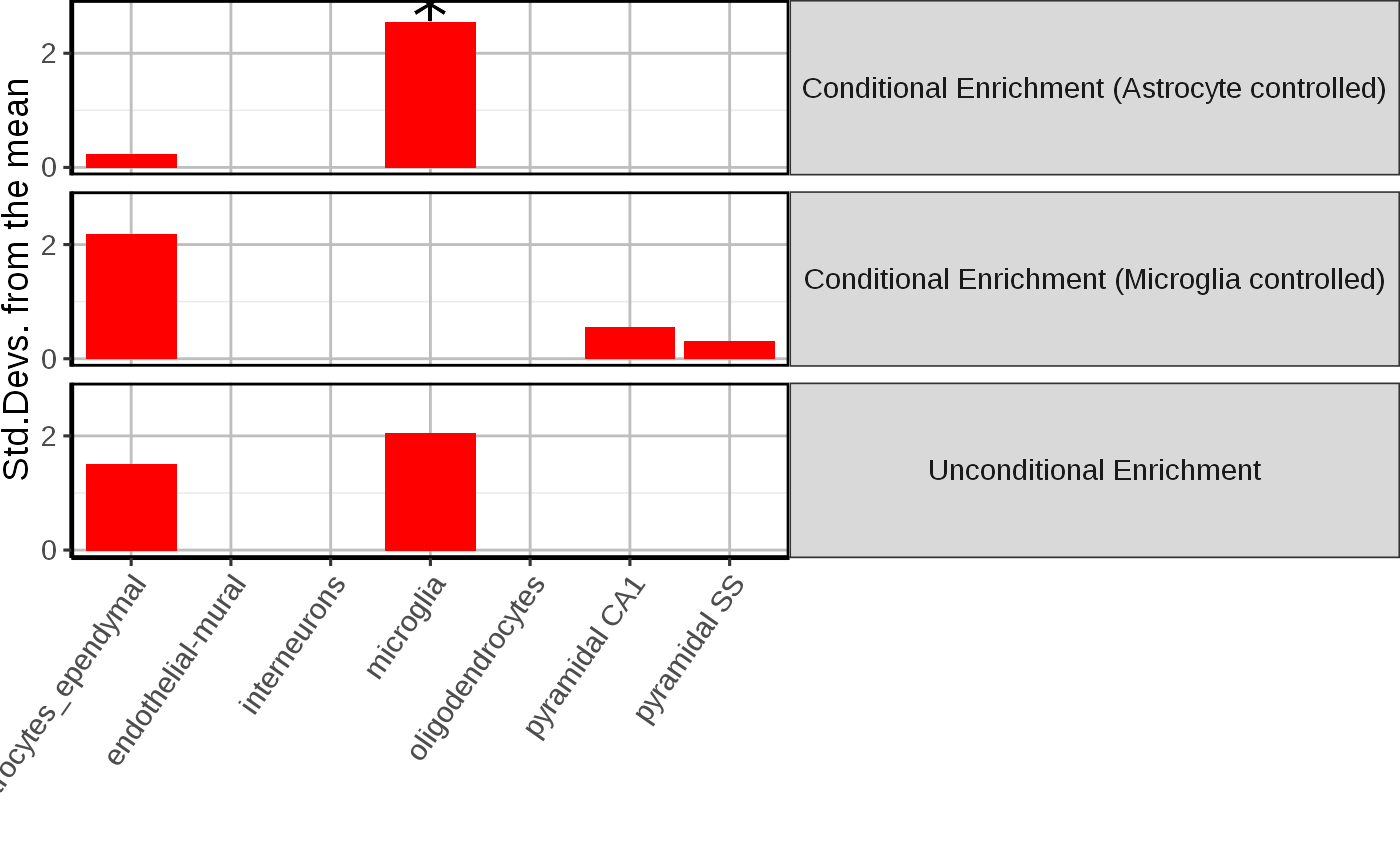 Std.Devs. from the mean
*
2
0
Conditional Enrichment (Astrocyte controlled)
2
0
Conditional Enrichment (Microglia controlled)
2
0
Unconditional Enrichment
rocytes_ependymal
endothelial-mural
interneurons
microglia
oligodendrocytes
pyramidal CA1
pyramidal SS